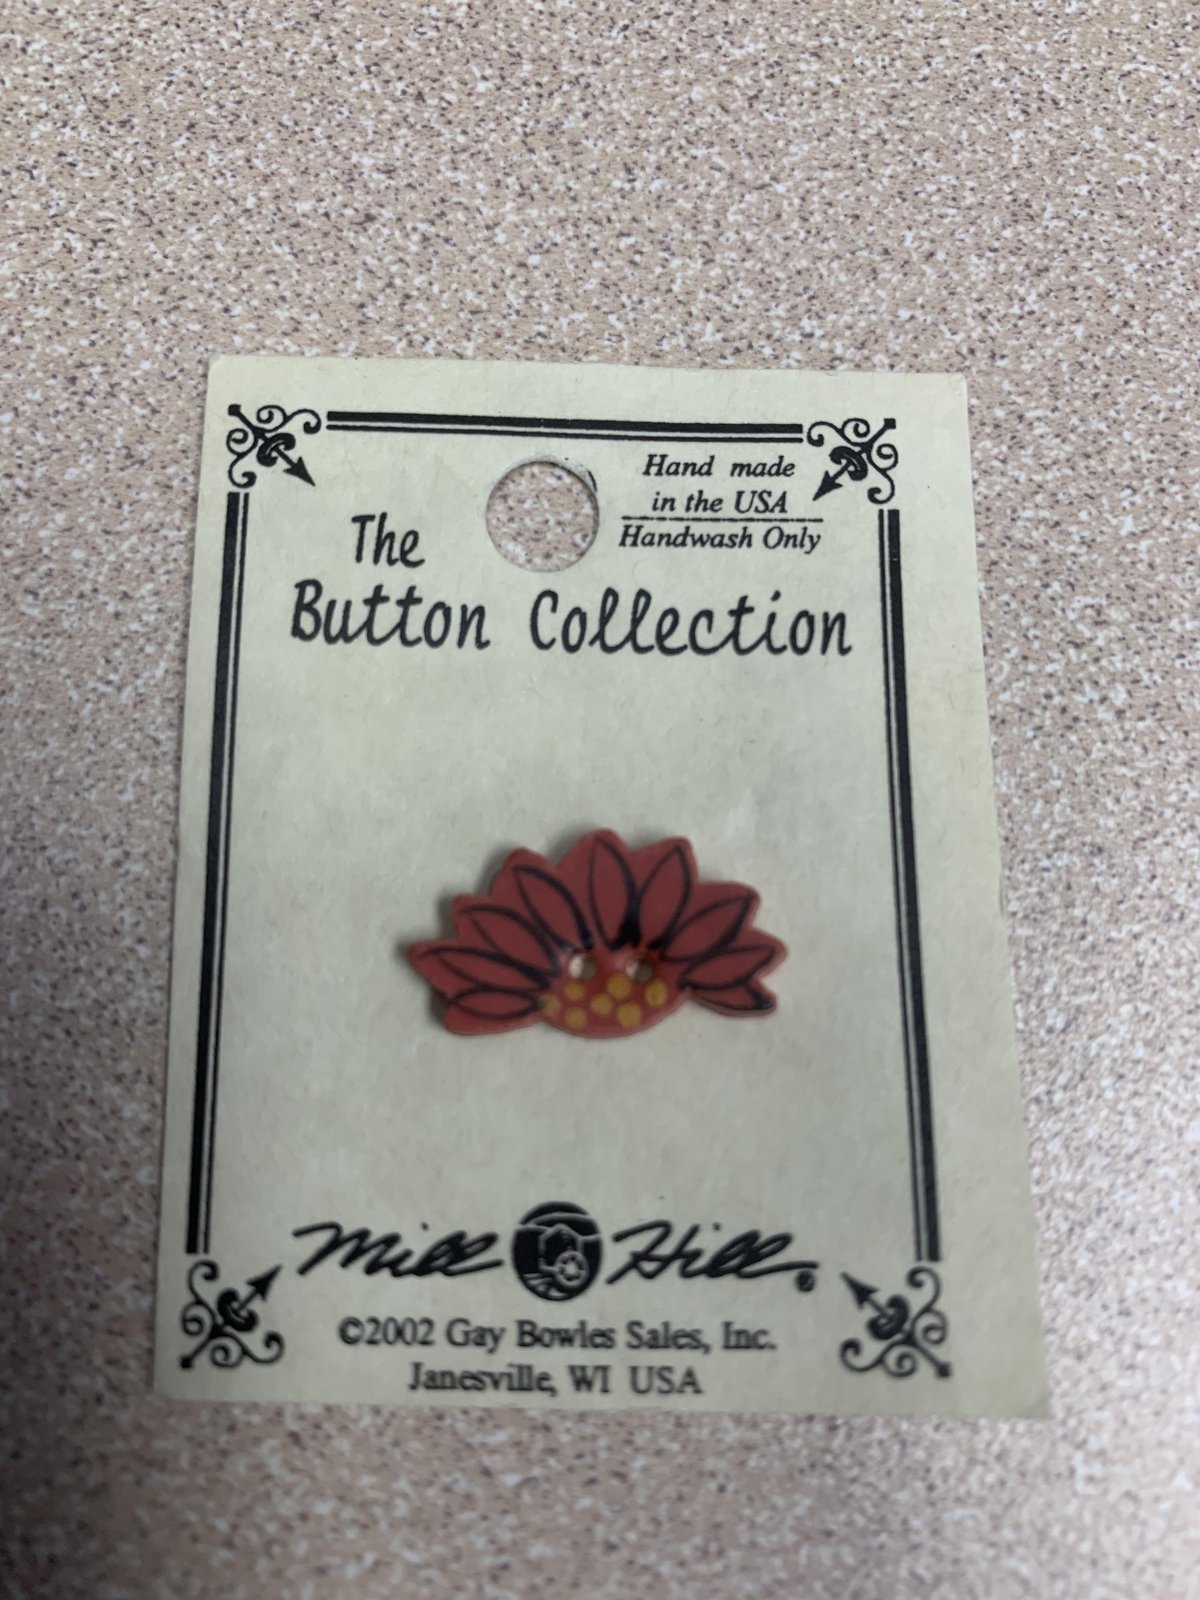 Hand made
in the USA
Handwash Only
The
Button Collection
Mill Hill®
©2002 Gay Bowles Sales, Inc.
Janesville, WI USA